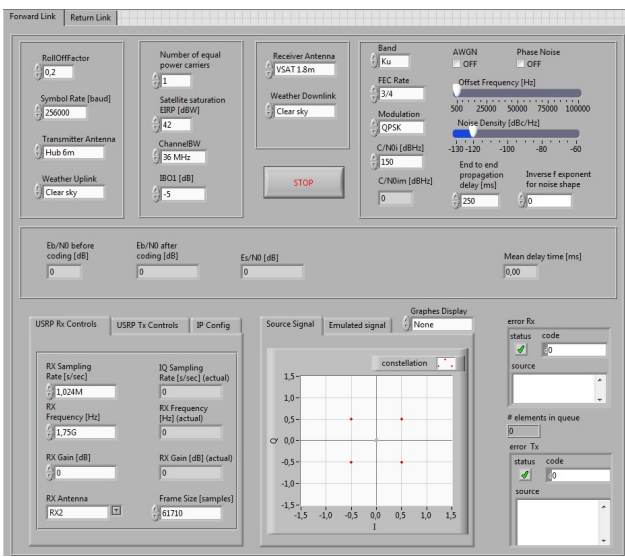 Forward Link Return Link
RollOffFactor
0,2
Symbol Rate [baud]
256000
Transmitter Antenna
Hub 6m
Weather Uplink
Clear sky
Number of equal
power carriers
1
Satellite saturation
EIRP [dBW]
42
ChannelBW
36 MHz
IBO1 [dB]
-5
Receiver Antenna
VSAT 1.8m
Weather Downlink
Clear sky
STOP
Band
Ku
FEC Rate
3/4
Modulation
QPSK
C/N0i [dBHz]
150
C/N0im [dBHz]
0
AWGN
OFF
Phase Noise
OFF
Offset Frequency [Hz]
500 25000 50000 75000 100000
Noise Density [dBc/Hz]
-130 -120 -100 -80 -60
End to end
propagation
delay [ms]
250
Inverse f exponent
for noise shape
0
Eb/N0 before
coding [dB]
0
Eb/N0 after
coding [dB]
0
Es/N0 [dB]
0
Mean delay time [ms]
0,00
USRP Rx Controls USRP Tx Controls IP Config
RX Sampling
Rate [s/sec]
1,024M
RX
Frequency [Hz]
1,75G
RX Gain [dB]
0
RX Antenna
RX2
IQ Sampling
Rate [s/sec] (actual)
0
RX Frequency
[Hz] (actual)
0
RX Gain [dB] (actual)
0
Frame Size [samples]
61710
Source Signal Emulated signal
Graphes Display
None
constellation
1,5
1,0
0,5
Q 0,0
-0,5
-1,0
-1,5
-1,5 -1,0 -0,5 0,0 0,5 1,0 1,5
I
error Rx
status code
0
source
# elements in queue
0
error Tx
status code
0
source